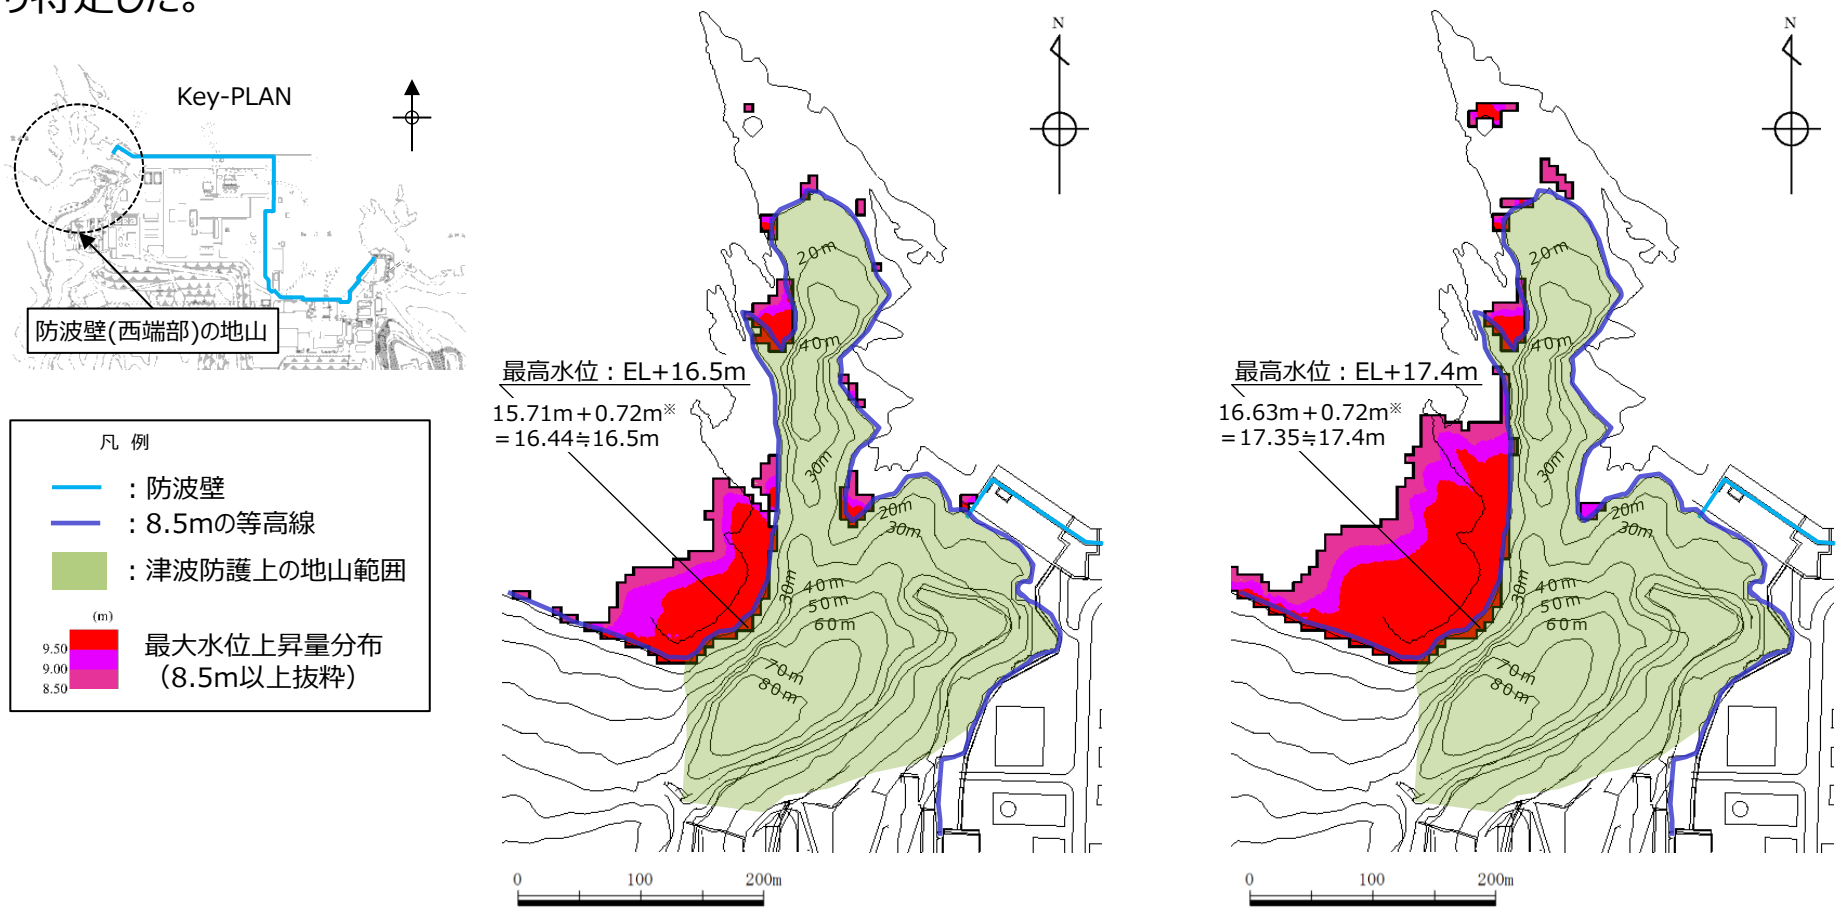 り特定した。
Key-PLAN
防波壁(西端部)の地山
凡 例
：防波壁
：8.5mの等高線
：津波防護上の地山範囲
(m)
9.50
9.00
8.50
最大水位上昇量分布
（8.5m以上抜粋）
N
20m
40m
最高水位：EL+16.5m
15.71m＋0.72m※
＝16.44≒16.5m
30m
20m
30m
30m
40m
50m
60m
70m
80m
0 100 200m
N
20m
40m
最高水位：EL+17.4m
16.63m＋0.72m※
＝17.35≒17.4m
30m
20m
30m
30m
40m
50m
60m
70m
80m
0 100 200m